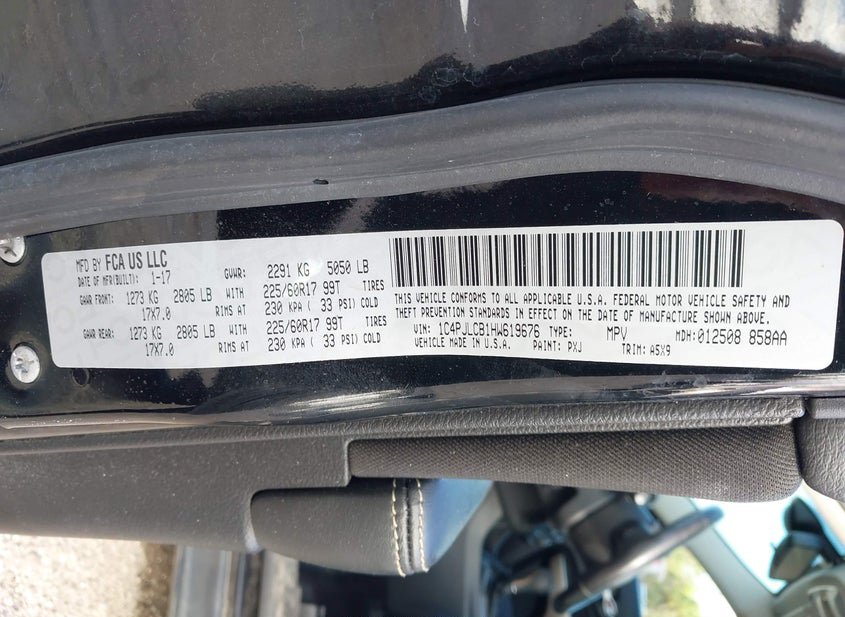 MFD BY FCA US LLC
DATE OF MFR(BUILT): 1-17 GVWR: 2291 KG 5050 LB
GAWR FRONT: 1273 KG 2805 LB WITH 225/60R17 99T TIRES
17X7.0 RIMS AT 230 KPA ( 33 PSI) COLD
GAWR REAR: 1273 KG 2805 LB WITH 225/60R17 99T TIRES
17X7.0 RIMS AT 230 KPA ( 33 PSI) COLD
THIS VEHICLE CONFORMS TO ALL APPLICABLE U.S.A. FEDERAL MOTOR VEHICLE SAFETY AND
THEFT PREVENTION STANDARDS IN EFFECT ON THE DATE OF MANUFACTURE SHOWN ABOVE.
VIN: 1C4PJLCB1HW619676 TYPE: MPV MDH: 012508 858AA
VEHICLE MADE IN U.S.A. PAINT: PXJ TRIM: A5X9